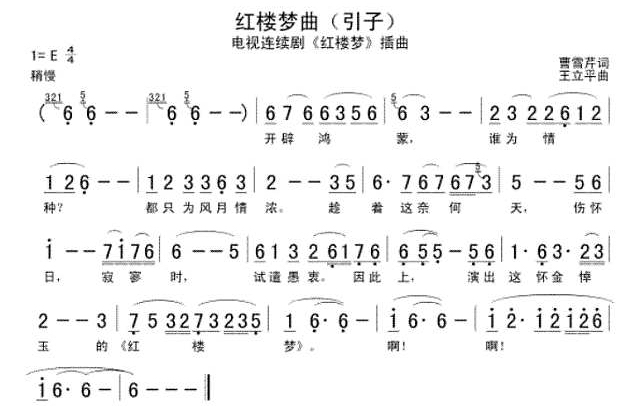 红楼梦曲（引子）
电视连续剧《红楼梦》插曲
1=E 4/4
曹雪芹词
稍慢
王立平曲
321 5 321 5 5
( 6 6 - - 6 6 - - ) | 6 7 6 6 3 5 6 | 6 3 - - | 2 3 2 2 6 1 2 |
开辟鸿 蒙， 谁为情
1 2 6 - - | 1 2 3 3 6 3 | 2 - - 3 5 | 6· 7 6 7 6 7 3 | 5 - - 5 6 |
种？ 都只为风月情 浓。 趁 着这奈何 天，伤怀
1 - - 7 1 7 6 | 6 - - 5 | 6 1 3 2 6 1 7 6 | 6 5 5 - 5 6 | 1 0 6· 3· 2 3 |
日，寂寥 时， 试遣愚衷。因此上，演出这怀金悼
2 - - 3 | 7 5 3 2 7 3 2 3 5 | 1 6· 6 - | 1 6· 6 - | 1 2· 1 2 1 2 6 |
玉 的《红 楼 梦》。 啊！ 啊！
1 6· 6 - | 6 - - - ||